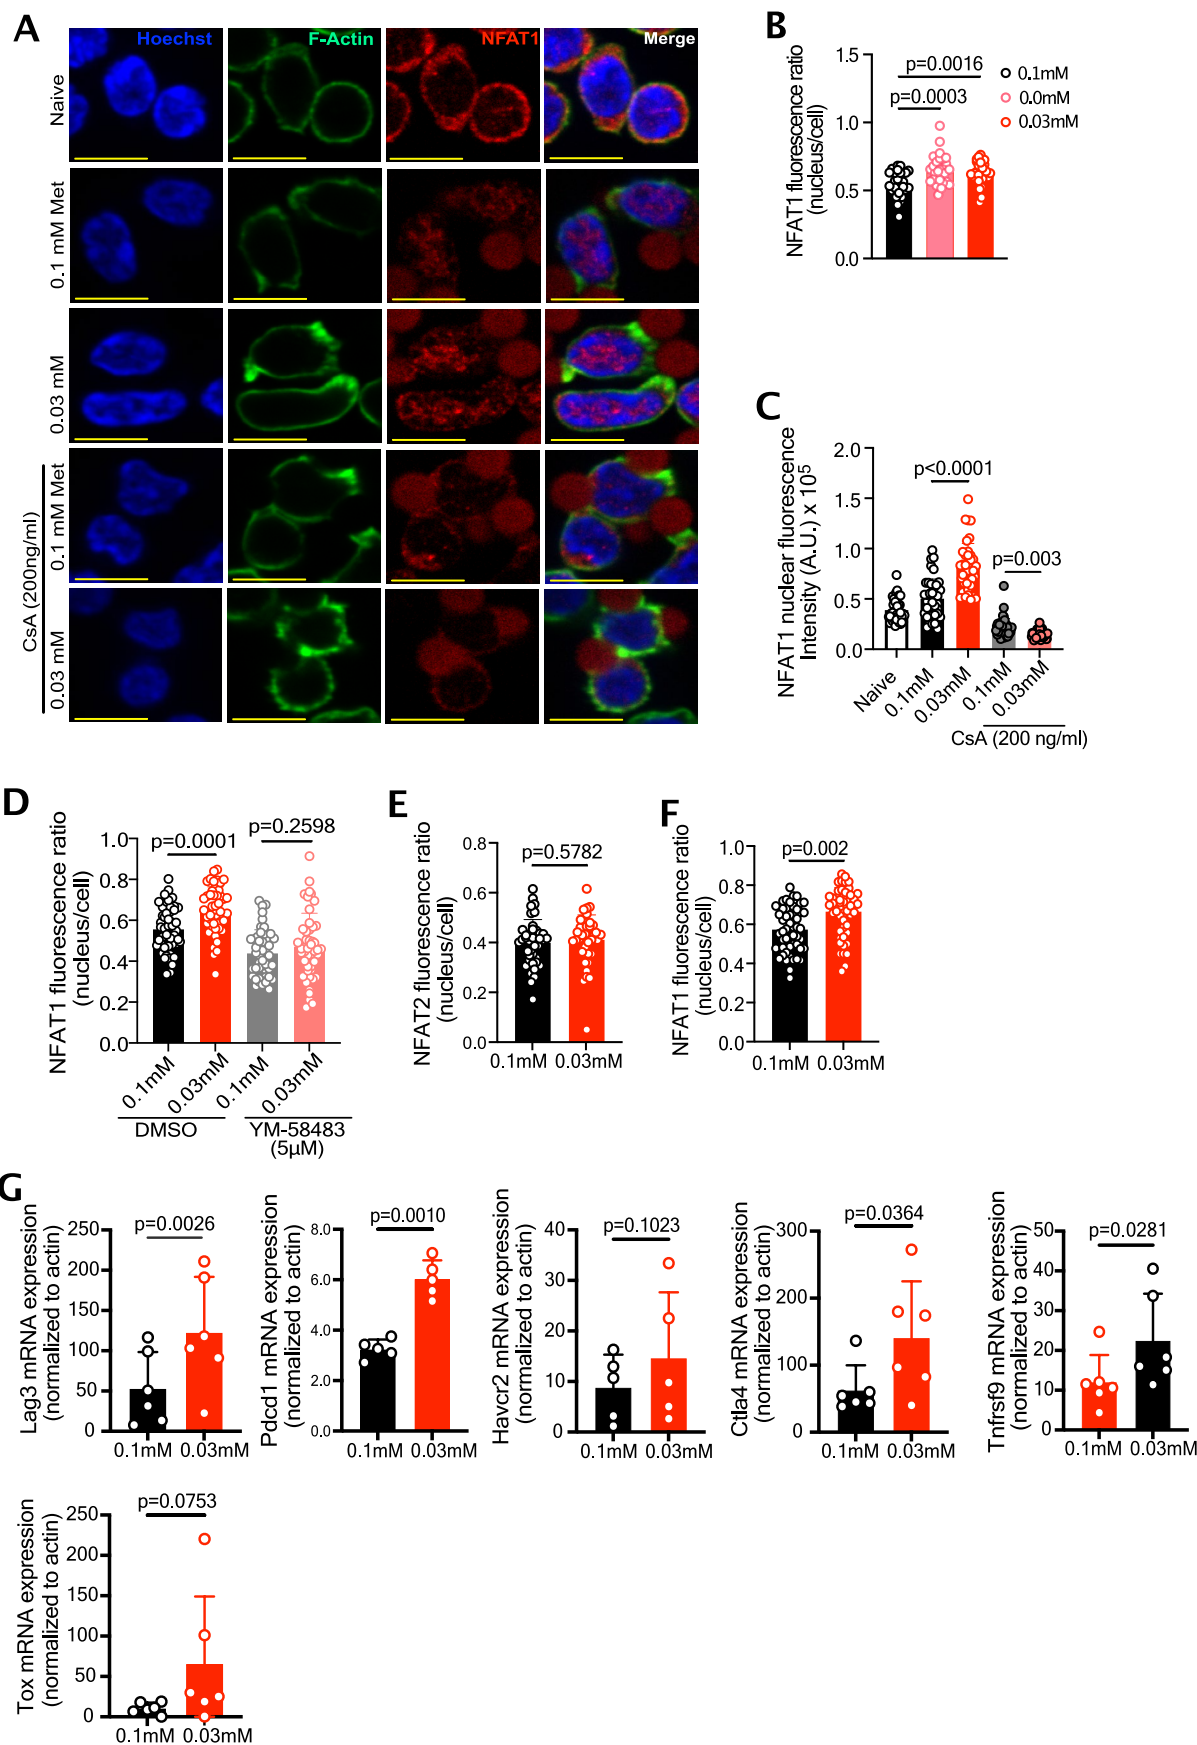 A
Hoechst
F-Actin
NFAT1
Merge
Naive
0.1 mM Met
0.03 mM
0.1 mM Met
0.03 mM
CsA (200ng/ml)
B
NFAT1 fluorescence ratio
(nucleus/cell)
1.5
1.0
0.5
0.0
p=0.0016
p=0.0003
0.1mM
0.0mM
0.03mM
C
NFAT1 nuclear fluorescence
Intensity (A.U.) x 10⁵
2.0
1.5
1.0
0.5
0.0
p<0.0001
p=0.003
Naive
0.1mM
0.03mM
0.1mM
0.03mM
CsA (200 ng/ml)
D
NFAT1 fluorescence ratio
(nucleus/cell)
1.0
0.8
0.6
0.4
0.2
0.0
p=0.0001
p=0.2598
0.1mM
0.03mM
0.1mM
0.03mM
DMSO
YM-58483
(5µM)
E
NFAT2 fluorescence ratio
(nucleus/cell)
0.8
0.6
0.4
0.2
0.0
p=0.5782
0.1mM
0.03mM
F
NFAT1 fluorescence ratio
(nucleus/cell)
1.0
0.8
0.6
0.4
0.2
0.0
p=0.002
0.1mM
0.03mM
G
Lag3 mRNA expression
(normalized to actin)
250
200
150
100
50
0
p=0.0026
0.1mM
0.03mM
Pdcd1 mRNA expression
(normalized to actin)
8.0
6.0
4.0
2.0
0.0
p=0.0010
0.1mM
0.03mM
Havcr2 mRNA expression
(normalized to actin)
40
30
20
10
0
p=0.1023
0.1mM
0.03mM
Ctla4 mRNA expression
(normalized to actin)
300
200
100
0
p=0.0364
0.1mM
0.03mM
Tnfrsf9 mRNA expression
(normalized to actin)
50
40
30
20
10
0
p=0.0281
0.1mM
0.03mM
Tox mRNA expression
(normalized to actin)
250
200
150
100
50
0
p=0.0753
0.1mM
0.03mM